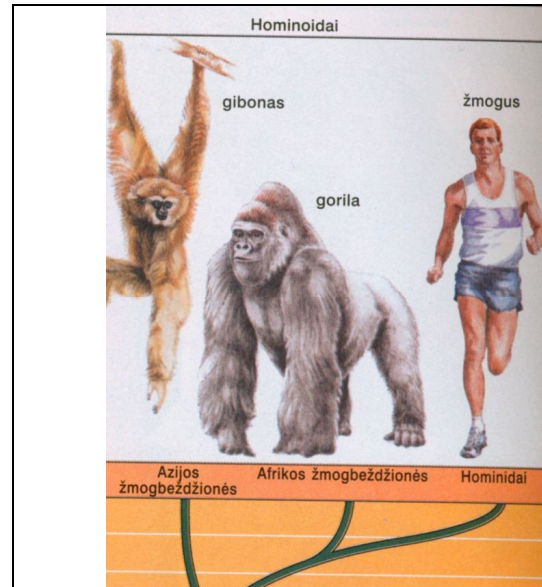 Hominoidai
gibonas
žmogus
gorila
Azijos
žmogbeždžionės
Afrikos žmogbeždžionės
Hominidai